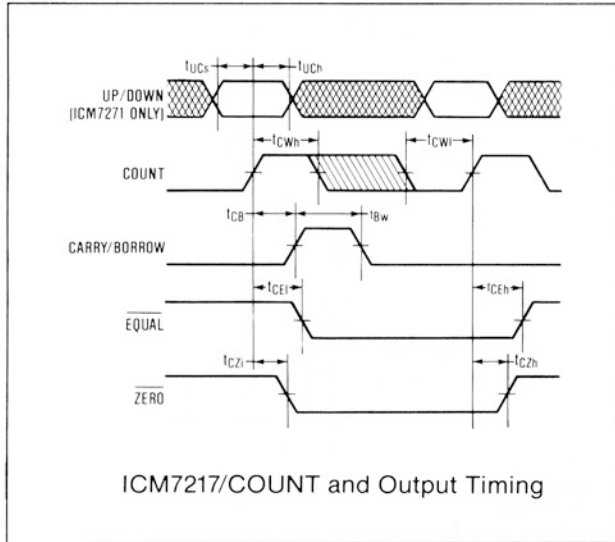 tUCs
tUCh
UP/DOWN
(ICM7271 ONLY)
tCWh
tCWl
COUNT
tCB
tBw
CARRY/BORROW
tCEl
tCEh
EQUAL
tCZi
tCZh
ZERO
ICM7217/COUNT and Output Timing